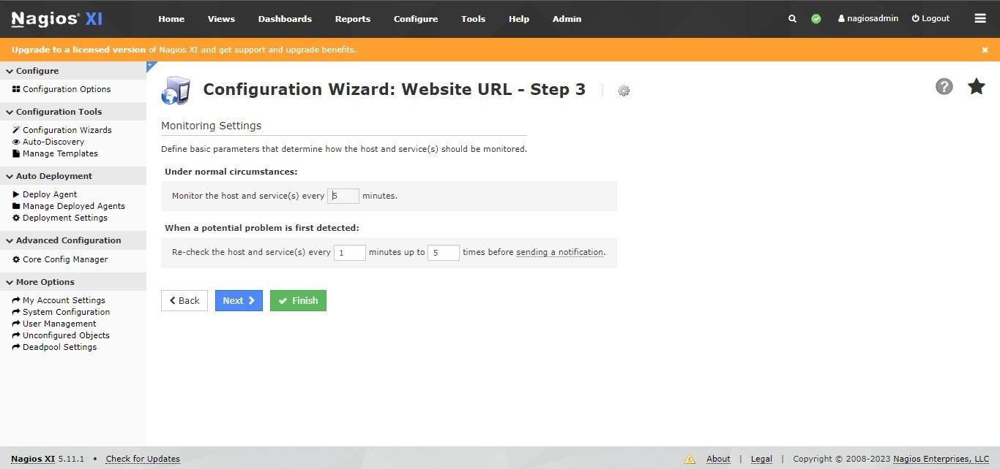 Nagios XI Home Views Dashboards Reports Configure Tools Help Admin nagiosadmin Logout
Upgrade to a licensed version of Nagios XI and get support and upgrade benefits.
Configure
Configuration Options
Configuration Tools
Configuration Wizards
Auto-Discovery
Manage Templates
Auto Deployment
Deploy Agent
Manage Deployed Agents
Deployment Settings
Advanced Configuration
Core Config Manager
More Options
My Account Settings
System Configuration
User Management
Unconfigured Objects
Deadpool Settings
Configuration Wizard: Website URL - Step 3
Monitoring Settings
Define basic parameters that determine how the host and service(s) should be monitored.
Under normal circumstances:
Monitor the host and service(s) every 5 minutes.
When a potential problem is first detected:
Re-check the host and service(s) every 1 minutes up to 5 times before sending a notification.
Back Next Finish
Nagios XI 5.11.1 • Check for Updates About | Legal | Copyright © 2008-2023 Nagios Enterprises, LLC